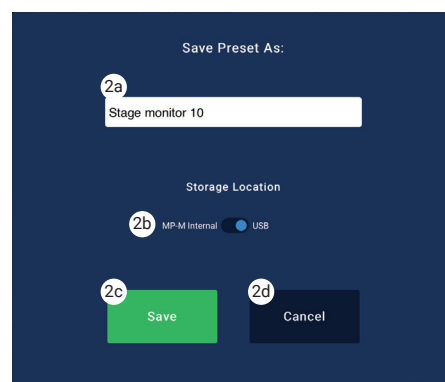 Save Preset As:
2a
Stage monitor 10
Storage Location
2b MP-M Internal USB
2c 2d
Save Cancel